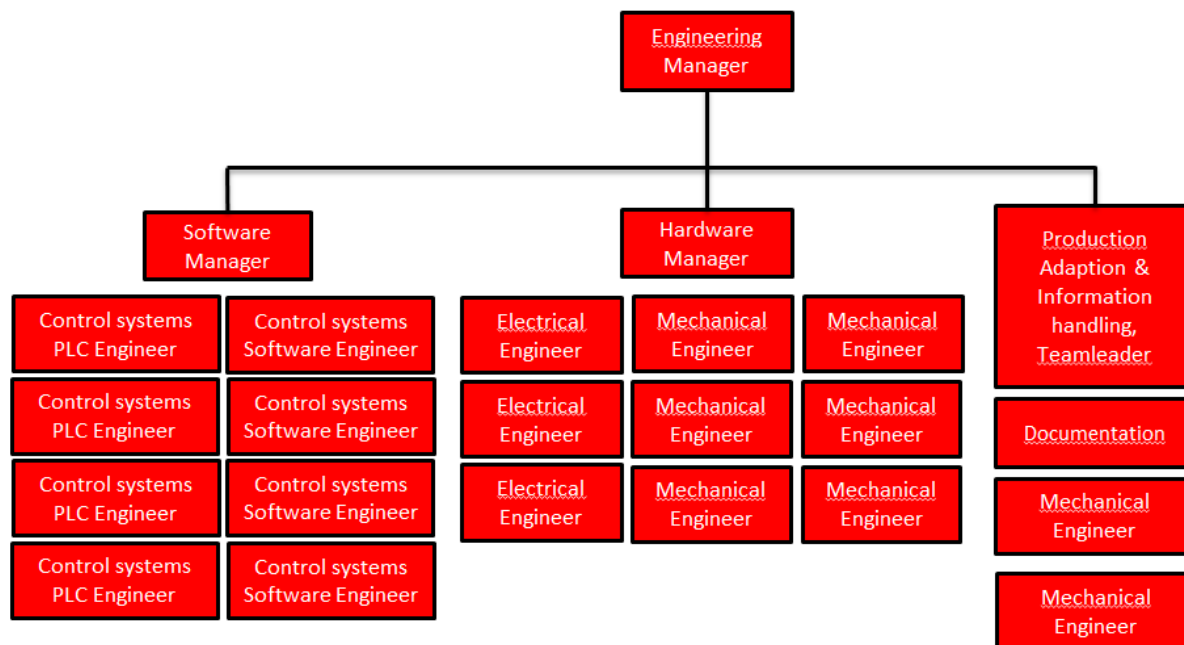 Engineering
Manager
Software
Manager
Hardware
Manager
Production
Adaption &
Information
handling,
Teamleader
Control systems
PLC Engineer
Control systems
Software Engineer
Control systems
PLC Engineer
Control systems
Software Engineer
Control systems
PLC Engineer
Control systems
Software Engineer
Control systems
PLC Engineer
Control systems
Software Engineer
Electrical
Engineer
Mechanical
Engineer
Mechanical
Engineer
Electrical
Engineer
Mechanical
Engineer
Mechanical
Engineer
Electrical
Engineer
Mechanical
Engineer
Mechanical
Engineer
Documentation
Mechanical
Engineer
Mechanical
Engineer